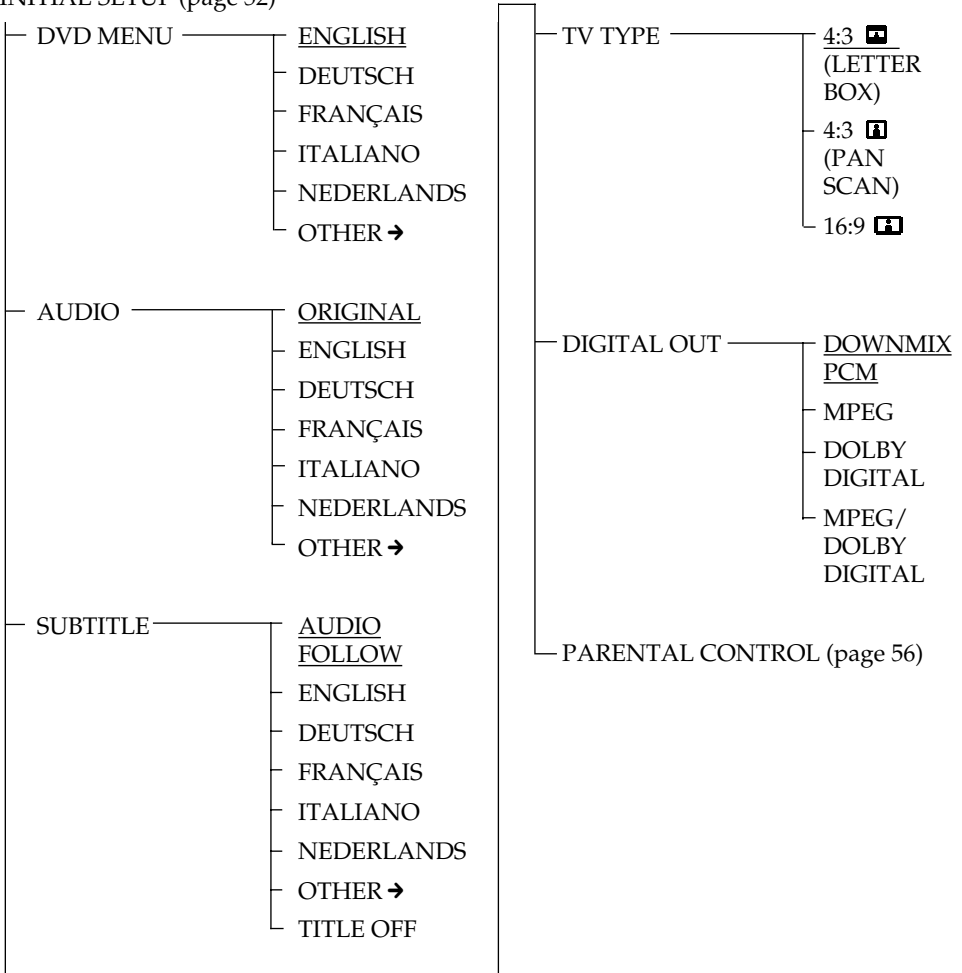 INITIAL SETUP (page 52)
DVD MENU
ENGLISH
DEUTSCH
FRANÇAIS
ITALIANO
NEDERLANDS
OTHER →
AUDIO
ORIGINAL
ENGLISH
DEUTSCH
FRANÇAIS
ITALIANO
NEDERLANDS
OTHER →
SUBTITLE
AUDIO
FOLLOW
ENGLISH
DEUTSCH
FRANÇAIS
ITALIANO
NEDERLANDS
OTHER →
TITLE OFF
TV TYPE
4:3
(LETTER
BOX)
4:3
(PAN
SCAN)
16:9
DIGITAL OUT
DOWNMIX
PCM
MPEG
DOLBY
DIGITAL
MPEG/
DOLBY
DIGITAL
PARENTAL CONTROL (page 56)